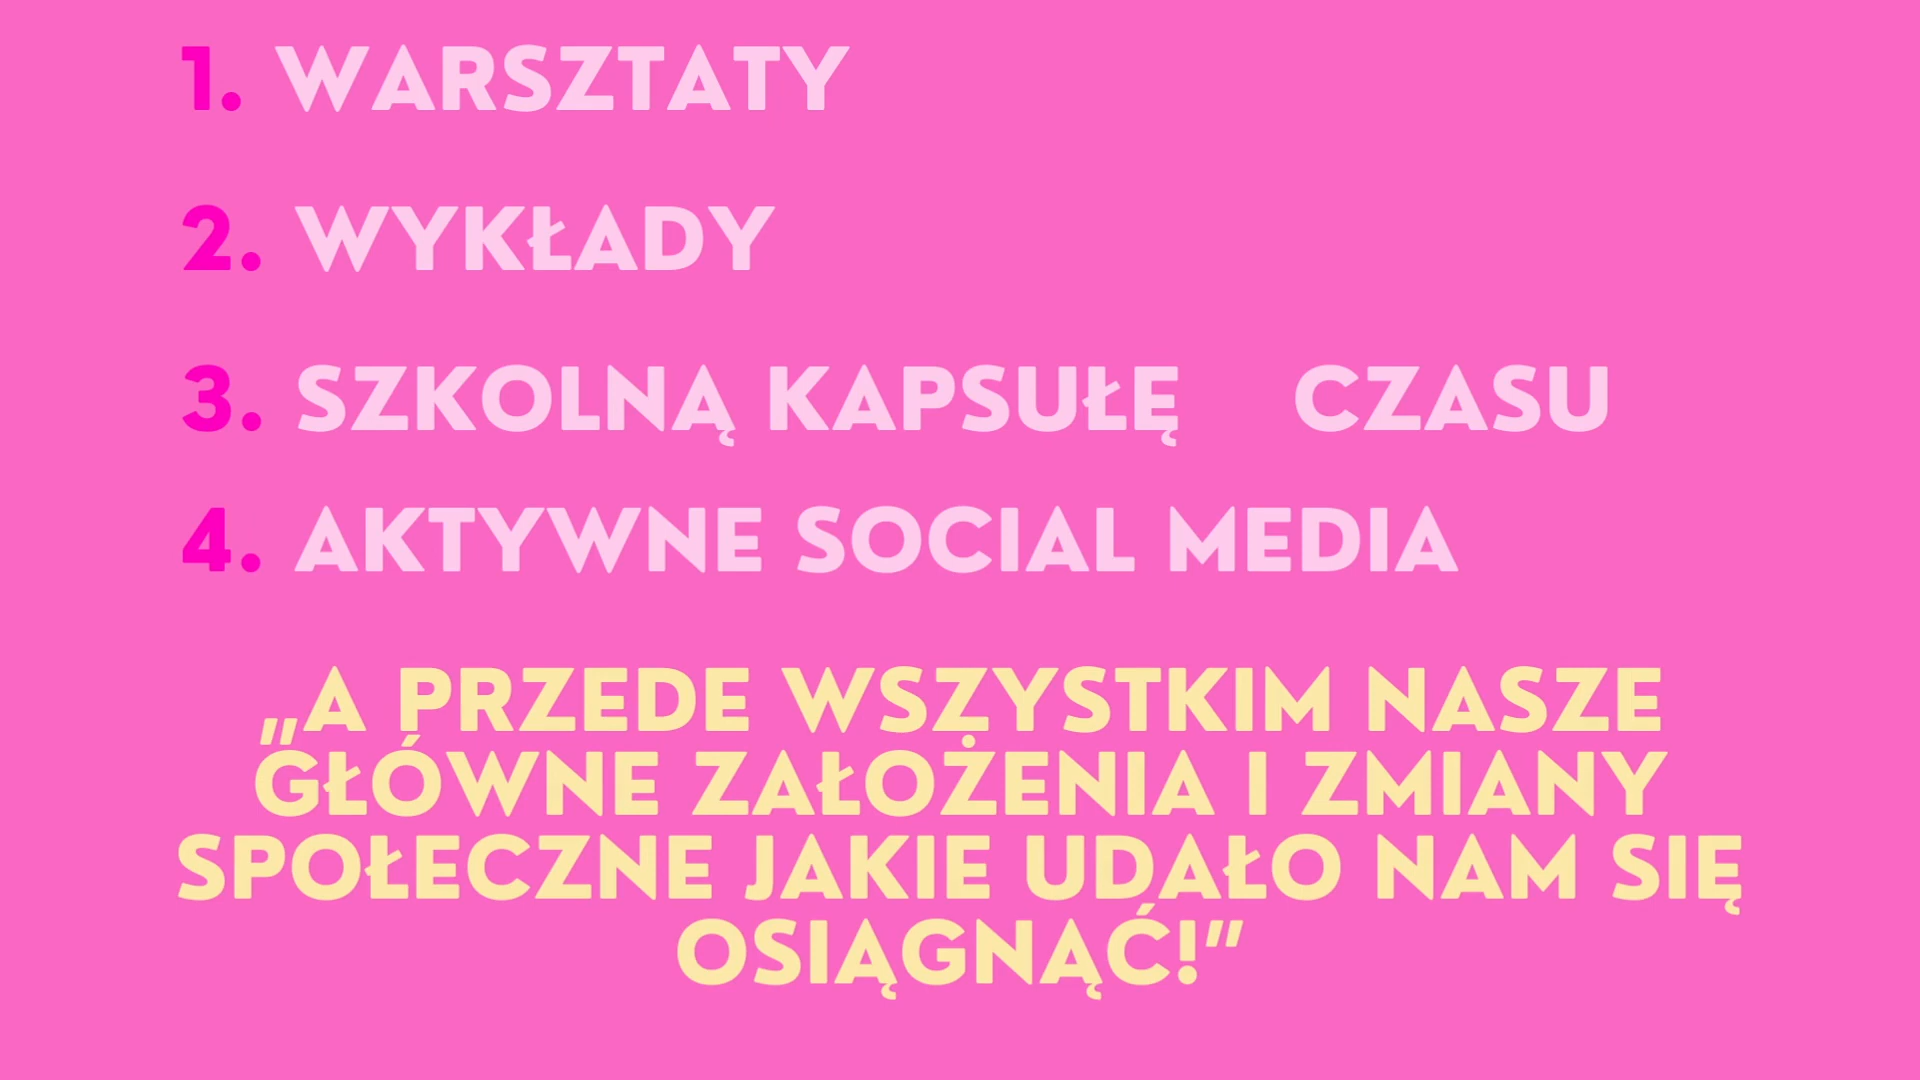 1. WARSZTATY
2. WYKŁADY
3. SZKOLNĄ KAPSUŁĘ CZASU
4. AKTYWNE SOCIAL MEDIA
„A PRZEDE WSZYSTKIM NASZE
GŁÓWNE ZAŁOŻENIA I ZMIANY
SPOŁECZNE JAKIE UDAŁO NAM SIĘ
OSIĄGNĄĆ!”